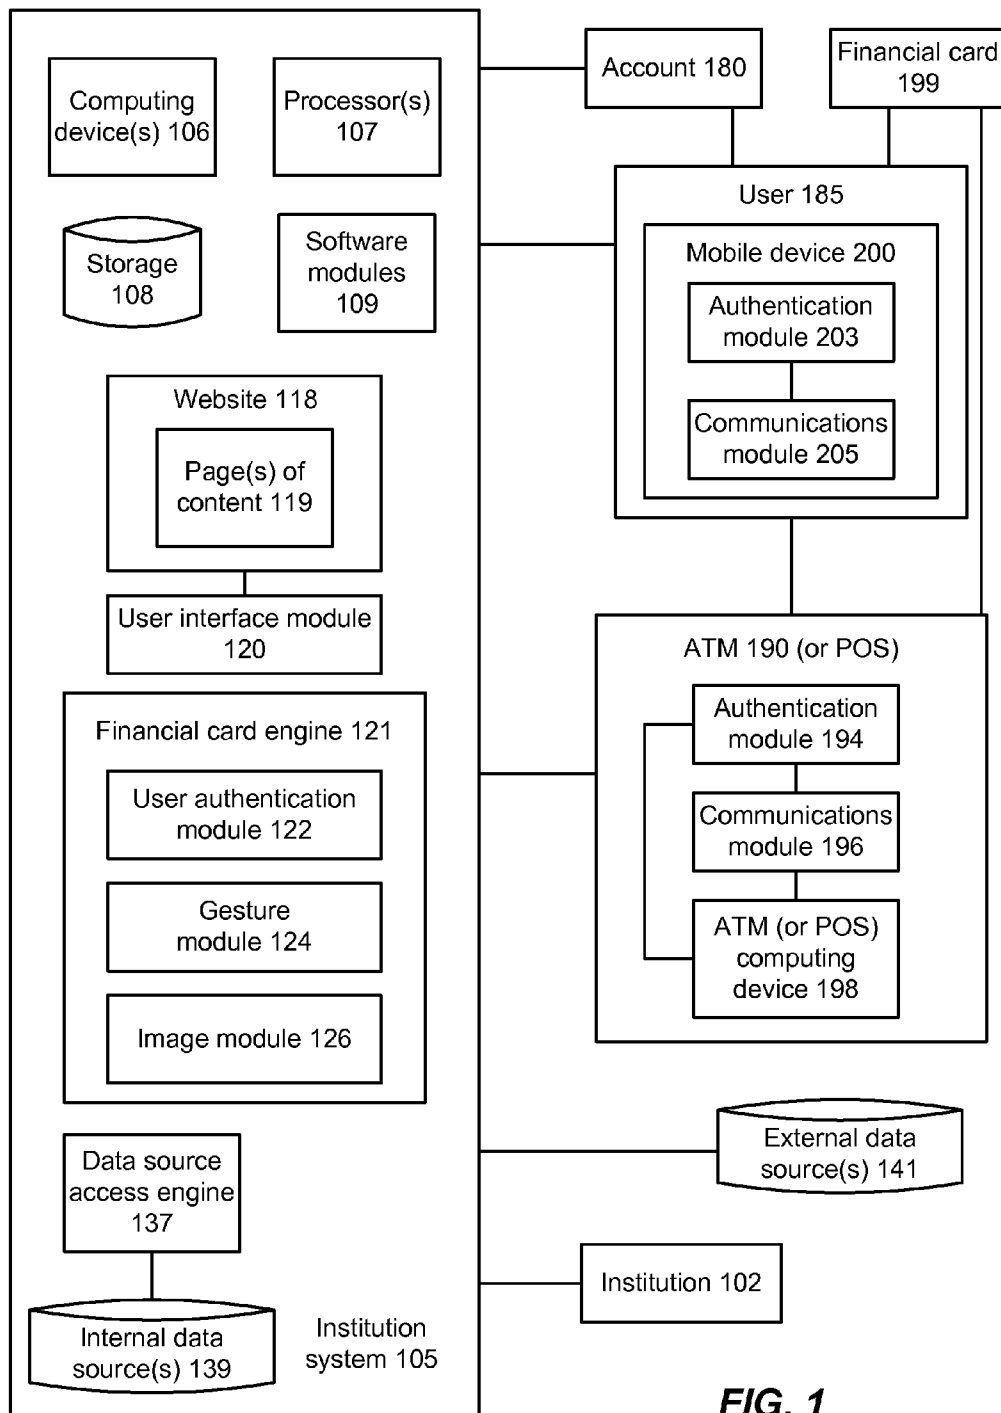 Computing
device(s) 106
Processor(s)
107
Storage
108
Software
modules
109
Website 118
Page(s) of
content 119
User interface module
120
Financial card engine 121
User authentication
module 122
Gesture
module 124
Image module 126
Data source
access engine
137
Internal data
source(s) 139
Institution
system 105
Account 180
Financial card
199
User 185
Mobile device 200
Authentication
module 203
Communications
module 205
ATM 190 (or POS)
Authentication
module 194
Communications
module 196
ATM (or POS)
computing
device 198
External data
source(s) 141
Institution 102
FIG. 1